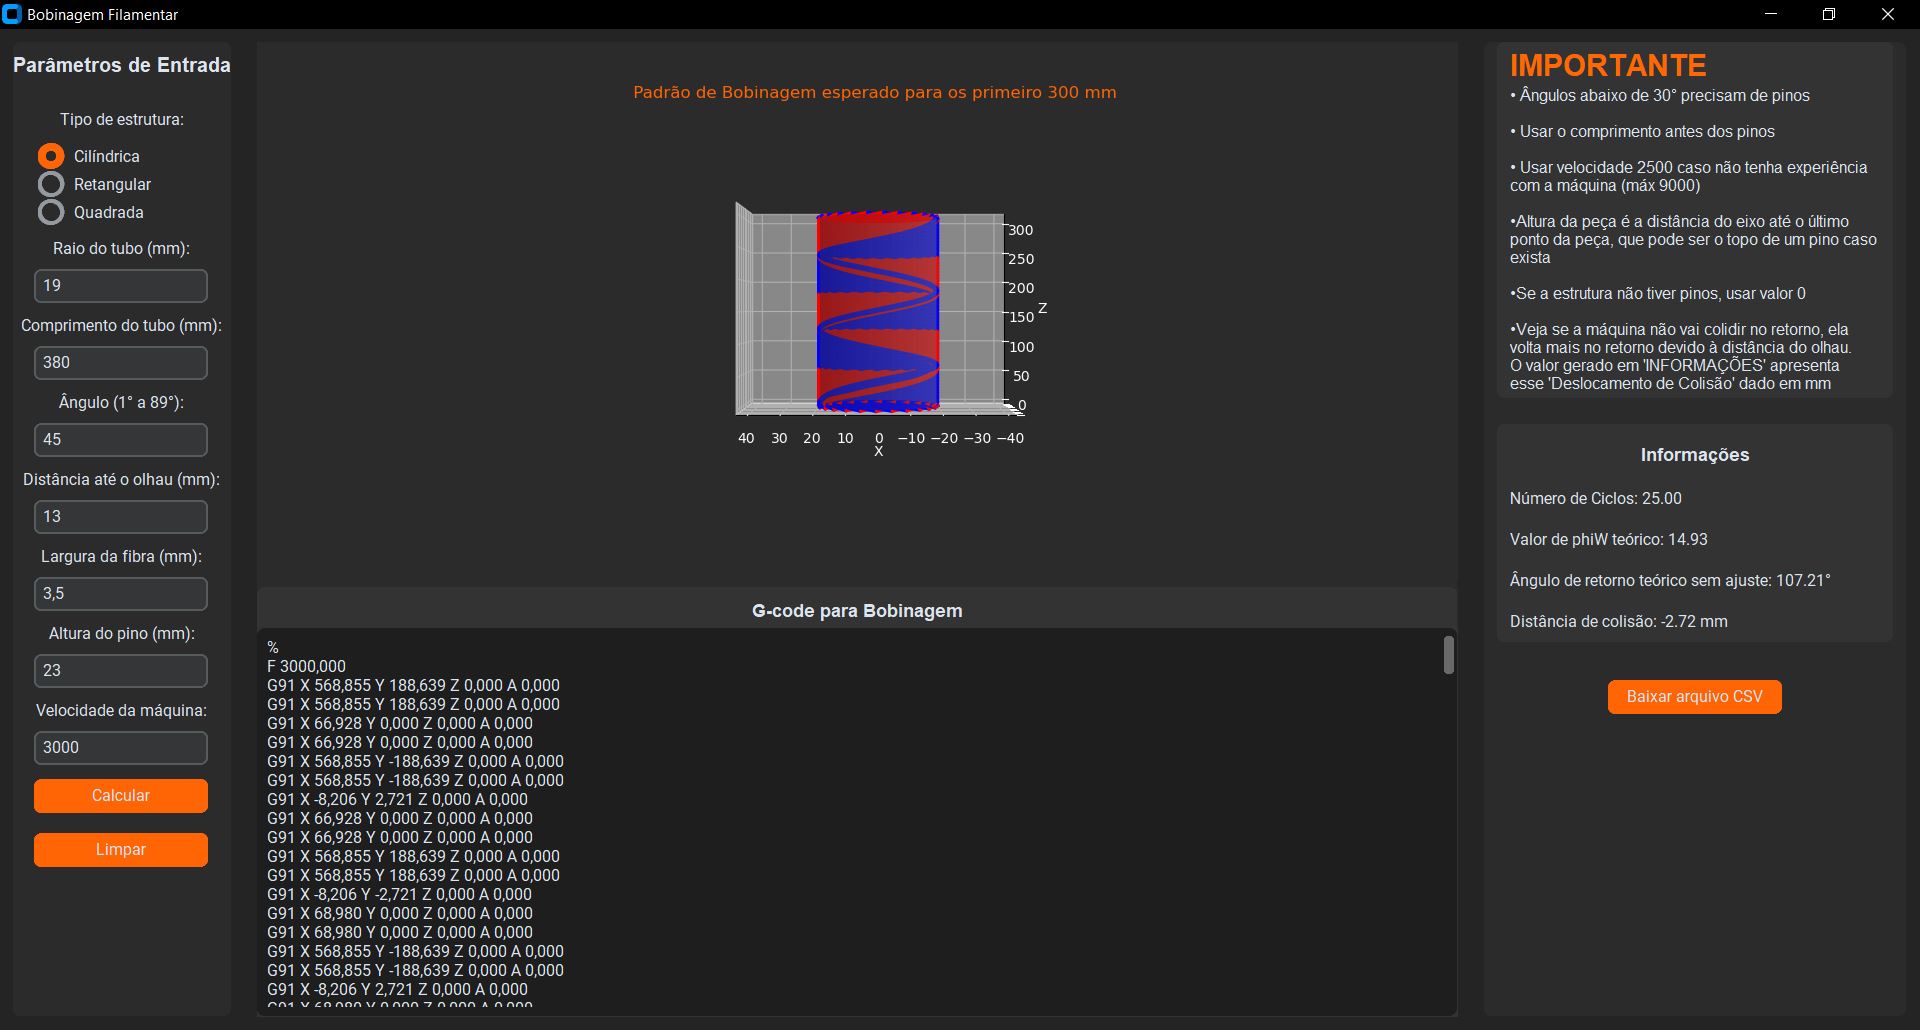 Bobinagem Filamentar
Parâmetros de Entrada
Tipo de estrutura:
Cilíndrica
Retangular
Quadrada
Raio do tubo (mm):
19
Comprimento do tubo (mm):
380
Ângulo (1° a 89°):
45
Distância até o olhau (mm):
13
Largura da fibra (mm):
3,5
Altura do pino (mm):
23
Velocidade da máquina:
3000
Calcular
Limpar
Padrão de Bobinagem esperado para os primeiro 300 mm
300
250
200
Z
150
100
50
0
40 30 20 10 0 −10 −20 −30 −40
X
G-code para Bobinagem
%
F 3000,000
G91 X 568,855 Y 188,639 Z 0,000 A 0,000
G91 X 568,855 Y 188,639 Z 0,000 A 0,000
G91 X 66,928 Y 0,000 Z 0,000 A 0,000
G91 X 66,928 Y 0,000 Z 0,000 A 0,000
G91 X 568,855 Y -188,639 Z 0,000 A 0,000
G91 X 568,855 Y -188,639 Z 0,000 A 0,000
G91 X -8,206 Y 2,721 Z 0,000 A 0,000
G91 X 66,928 Y 0,000 Z 0,000 A 0,000
G91 X 66,928 Y 0,000 Z 0,000 A 0,000
G91 X 568,855 Y 188,639 Z 0,000 A 0,000
G91 X 568,855 Y 188,639 Z 0,000 A 0,000
G91 X -8,206 Y -2,721 Z 0,000 A 0,000
G91 X 68,980 Y 0,000 Z 0,000 A 0,000
G91 X 68,980 Y 0,000 Z 0,000 A 0,000
G91 X 568,855 Y -188,639 Z 0,000 A 0,000
G91 X 568,855 Y -188,639 Z 0,000 A 0,000
G91 X -8,206 Y 2,721 Z 0,000 A 0,000
G91 X 68,980 Y 0,000 Z 0,000 A 0,000
IMPORTANTE
• Ângulos abaixo de 30° precisam de pinos
• Usar o comprimento antes dos pinos
• Usar velocidade 2500 caso não tenha experiência
com a máquina (máx 9000)
•Altura da peça é a distância do eixo até o último
ponto da peça, que pode ser o topo de um pino caso
exista
•Se a estrutura não tiver pinos, usar valor 0
•Veja se a máquina não vai colidir no retorno, ela
volta mais no retorno devido à distância do olhau.
O valor gerado em 'INFORMAÇÕES' apresenta
esse 'Deslocamento de Colisão' dado em mm
Informações
Número de Ciclos: 25.00
Valor de phiW teórico: 14.93
Ângulo de retorno teórico sem ajuste: 107.21°
Distância de colisão: -2.72 mm
Baixar arquivo CSV